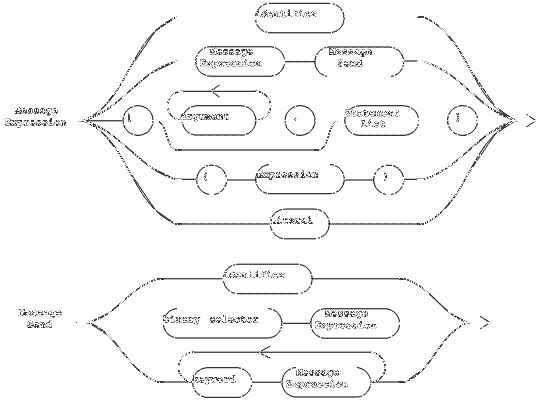 Identifier
Message
Expression
Message
Send
Message
Expression
[
Argument
.
Statement
List
]
(
Expression
)
Literal
Identifier
Message
Send
Binary selector
Message
Expression
Keyword
Message
Expression